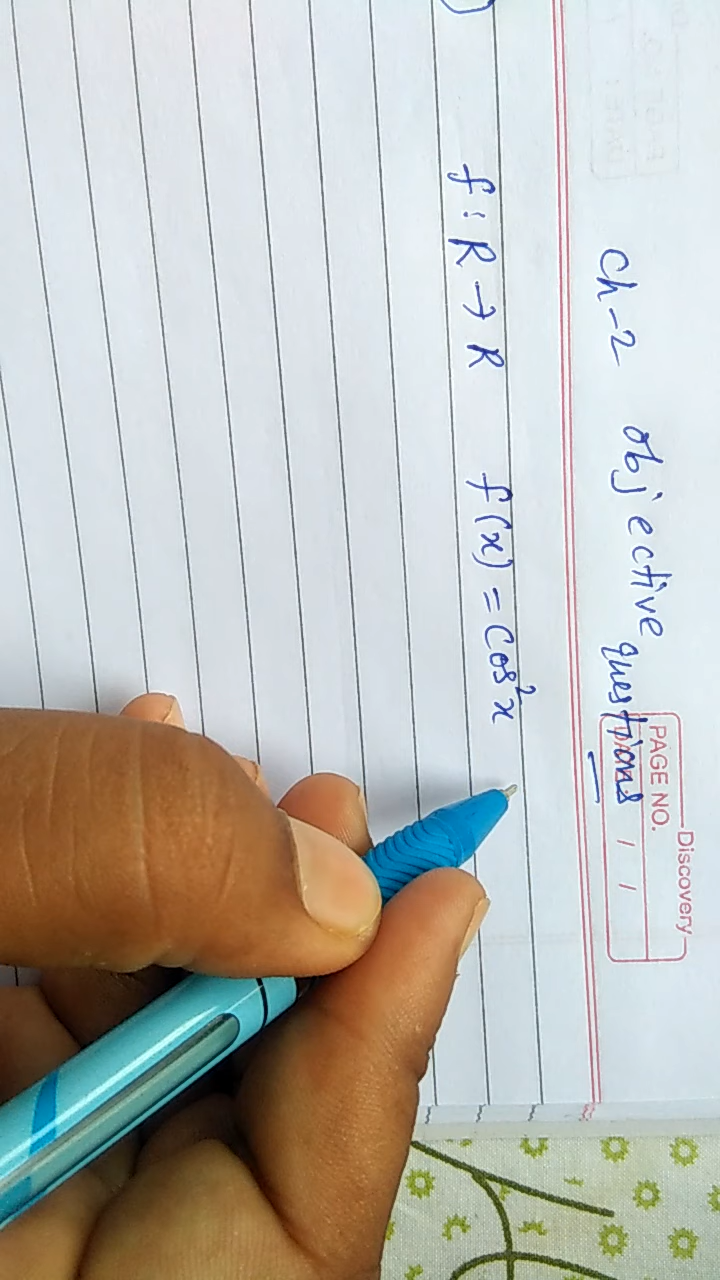 Discovery
PAGE NO.
Ch-2 objective questions
)
f: R → R f(x) = Cos²x